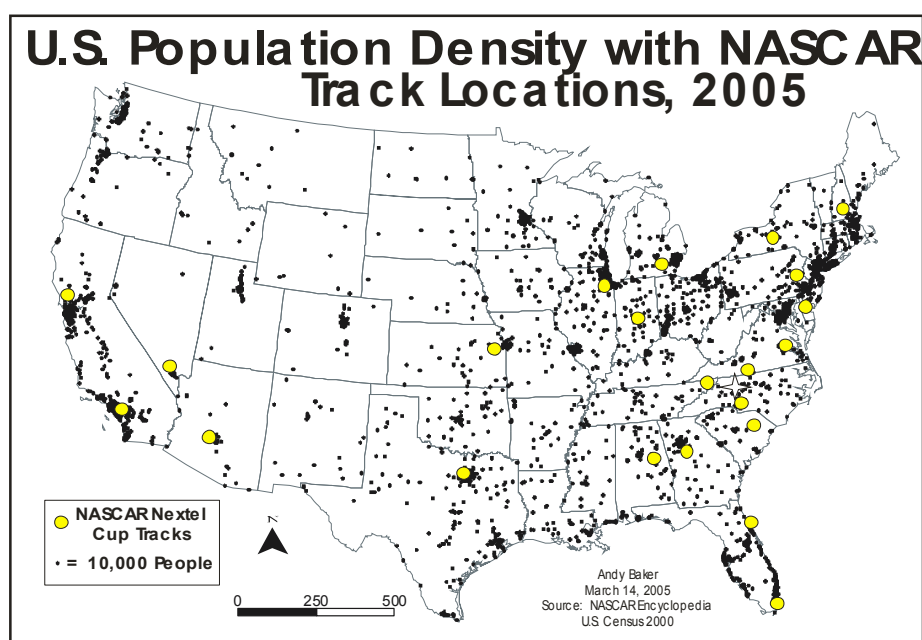 U.S. Population Density with NASCAR
Track Locations, 2005
NASCAR Nextel
Cup Tracks
= 10,000 People
N
0 250 500
Andy Baker
March 14, 2005
Source: NASCAR Encyclopedia
U.S. Census 2000